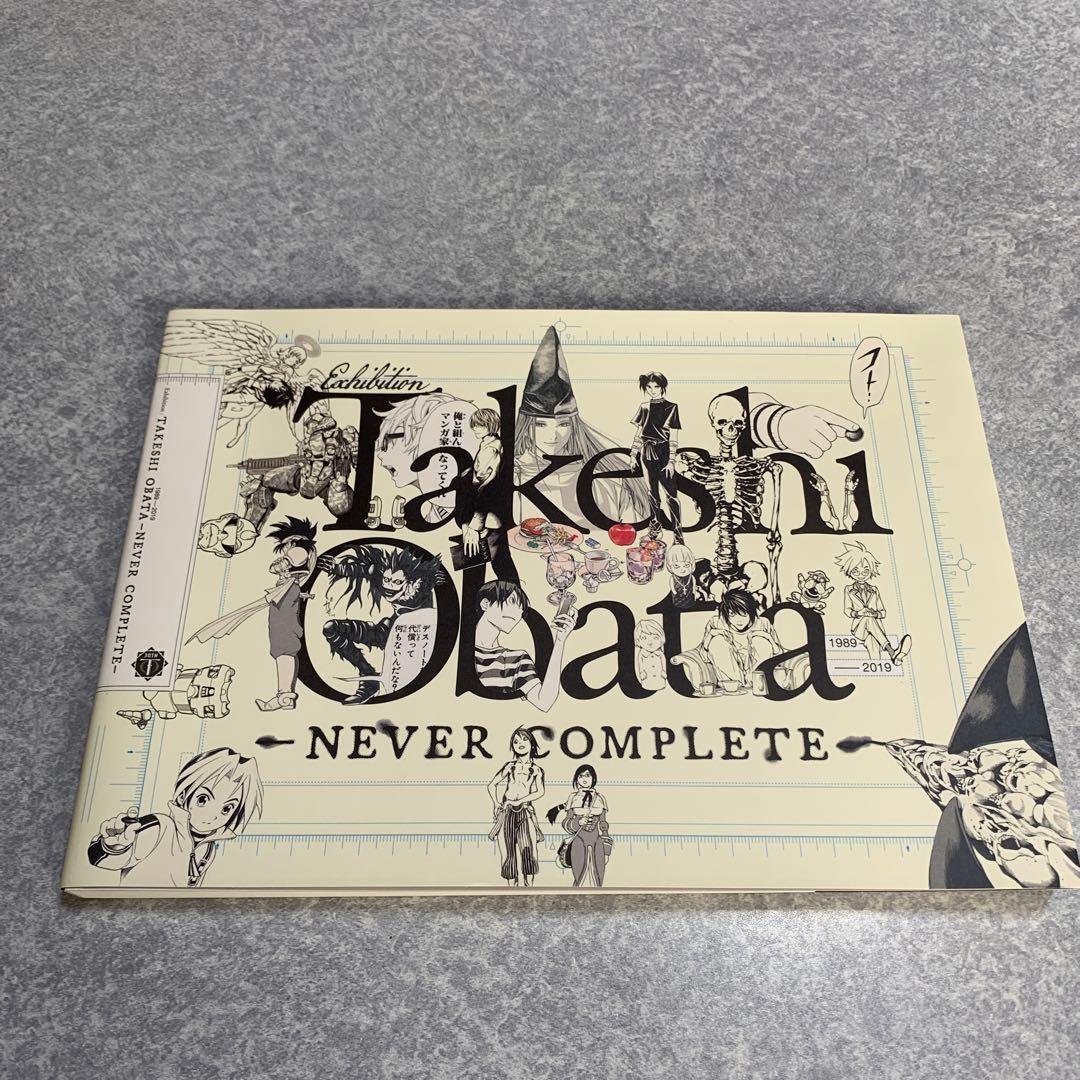 Exhibition
Takeshi
Obata
-NEVER COMPLETE-
1989-
2019
俺と組んで
マンガ家になってくれ
デスノート
代償って
何もないんだな?
コト!
Exhibition 1989-2019 TAKESHI OBATA -NEVER COMPLETE-
30TH